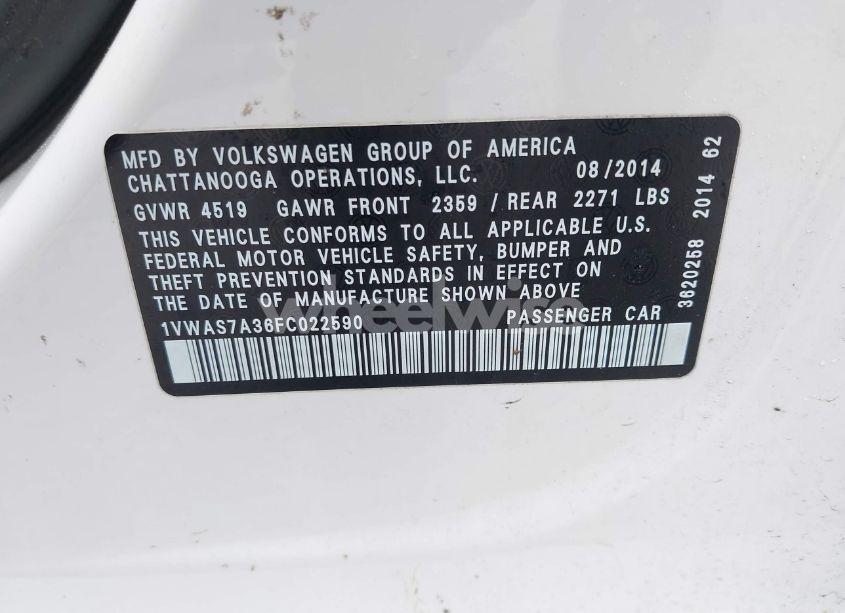 MFD BY VOLKSWAGEN GROUP OF AMERICA
CHATTANOOGA OPERATIONS, LLC. 08/2014
GVWR 4519 GAWR FRONT 2359 / REAR 2271 LBS
THIS VEHICLE CONFORMS TO ALL APPLICABLE U.S.
FEDERAL MOTOR VEHICLE SAFETY, BUMPER AND
THEFT PREVENTION STANDARDS IN EFFECT ON
THE DATE OF MANUFACTURE SHOWN ABOVE
1VWAS7A36FC022590 PASSENGER CAR
3620258 2014 62
wheelwire